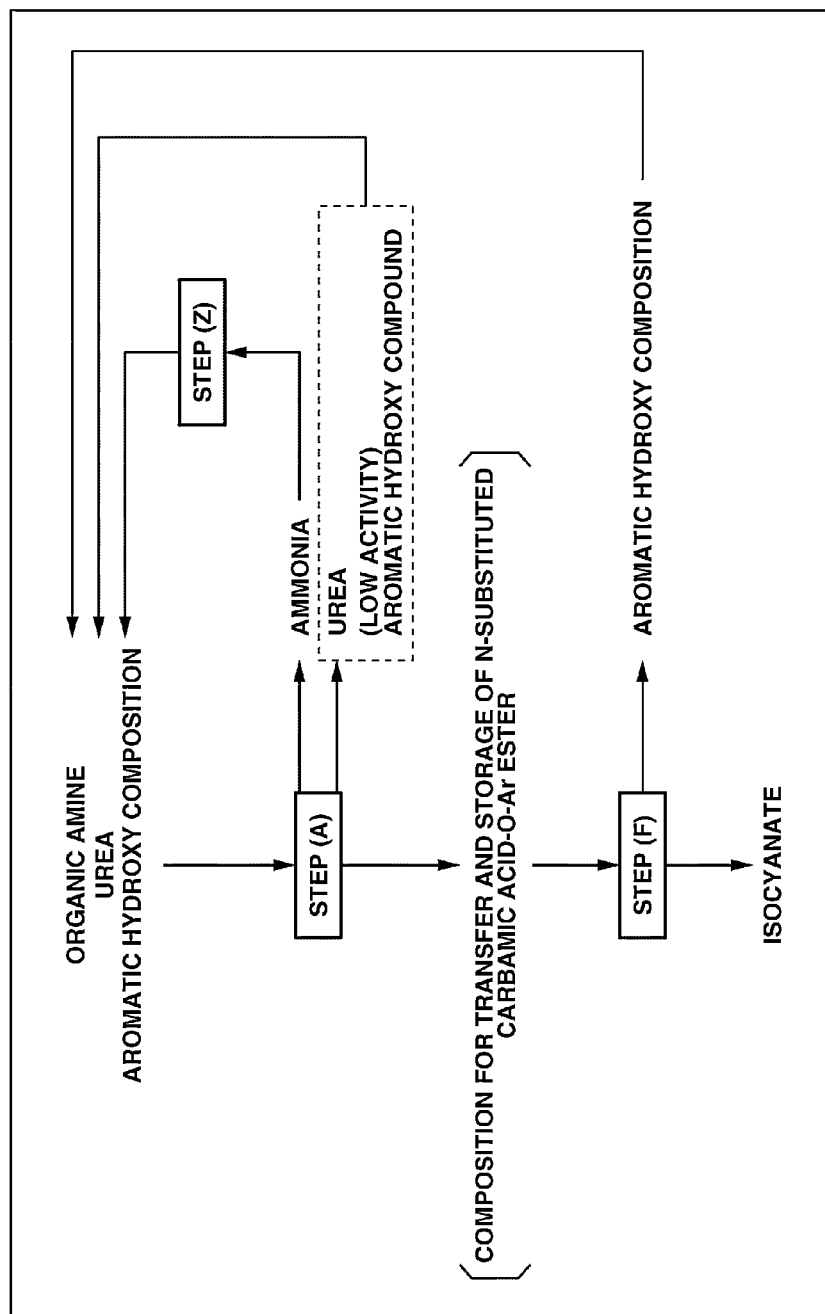 ORGANIC AMINE
UREA
AROMATIC HYDROXY COMPOSITION
STEP (Z)
STEP (A)
AMMONIA
UREA
(LOW ACTIVITY)
AROMATIC HYDROXY COMPOUND
COMPOSITION FOR TRANSFER AND STORAGE OF N-SUBSTITUTED
CARBAMIC ACID-O-Ar ESTER
STEP (F)
AROMATIC HYDROXY COMPOSITION
ISOCYANATE